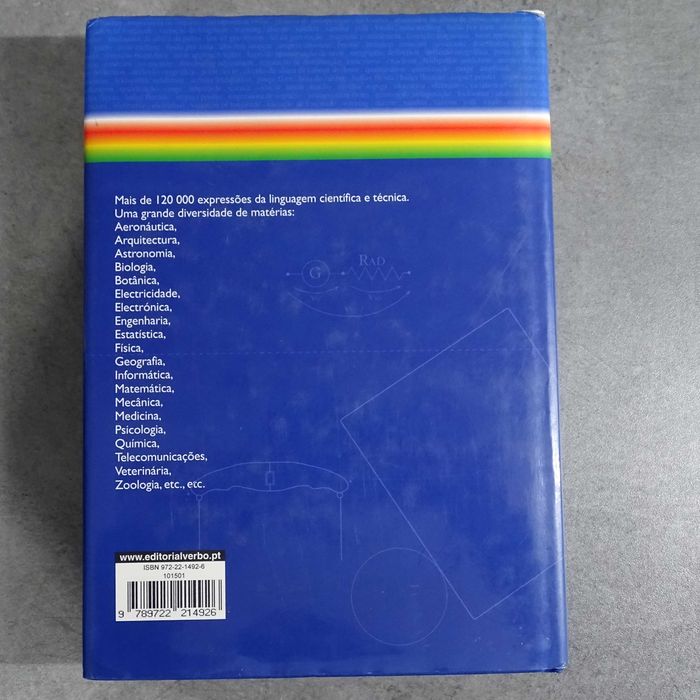 Mais de 120 000 expressões da linguagem científica e técnica.
Uma grande diversidade de matérias:
Aeronáutica,
Arquitectura,
Astronomia,
Biologia,
Botânica,
Electricidade,
Electrónica,
Engenharia,
Estatística,
Física,
Geografia,
Informática,
Matemática,
Mecânica,
Medicina,
Psicologia,
Química,
Telecomunicações,
Veterinária,
Zoologia, etc., etc.
G
RAD
www.editorialverbo.pt
ISBN 972-22-1492-6
101501
9 789722 214926